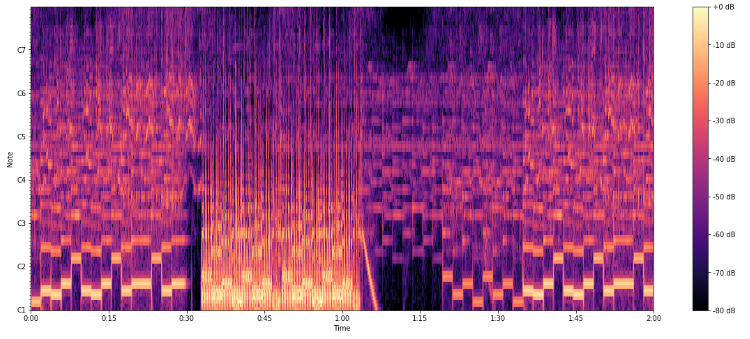 +0 dB
-10 dB
-20 dB
-30 dB
-40 dB
-50 dB
-60 dB
-70 dB
-80 dB
C7
C6
C5
C4
C3
C2
C1
Note
0:00
0:15
0:30
0:45
1:00
1:15
1:30
1:45
2:00
Time